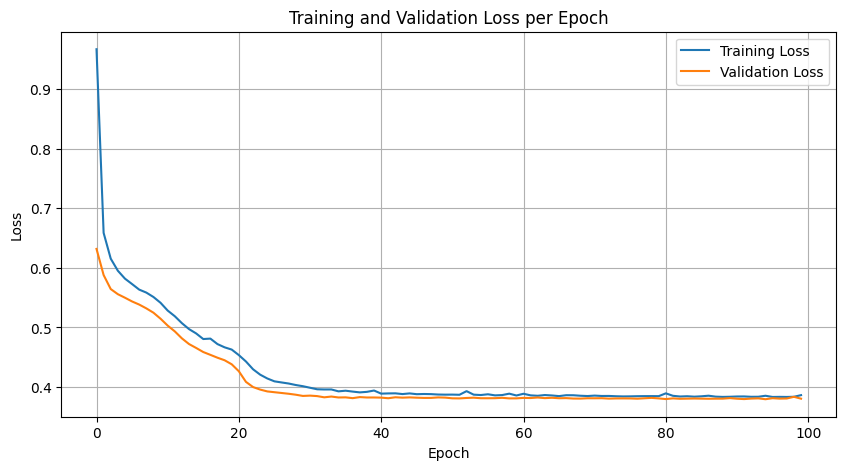 Training and Validation Loss per Epoch
Training Loss
Validation Loss
0.9
0.8
0.7
0.6
0.5
0.4
Loss
0
20
40
60
80
100
Epoch